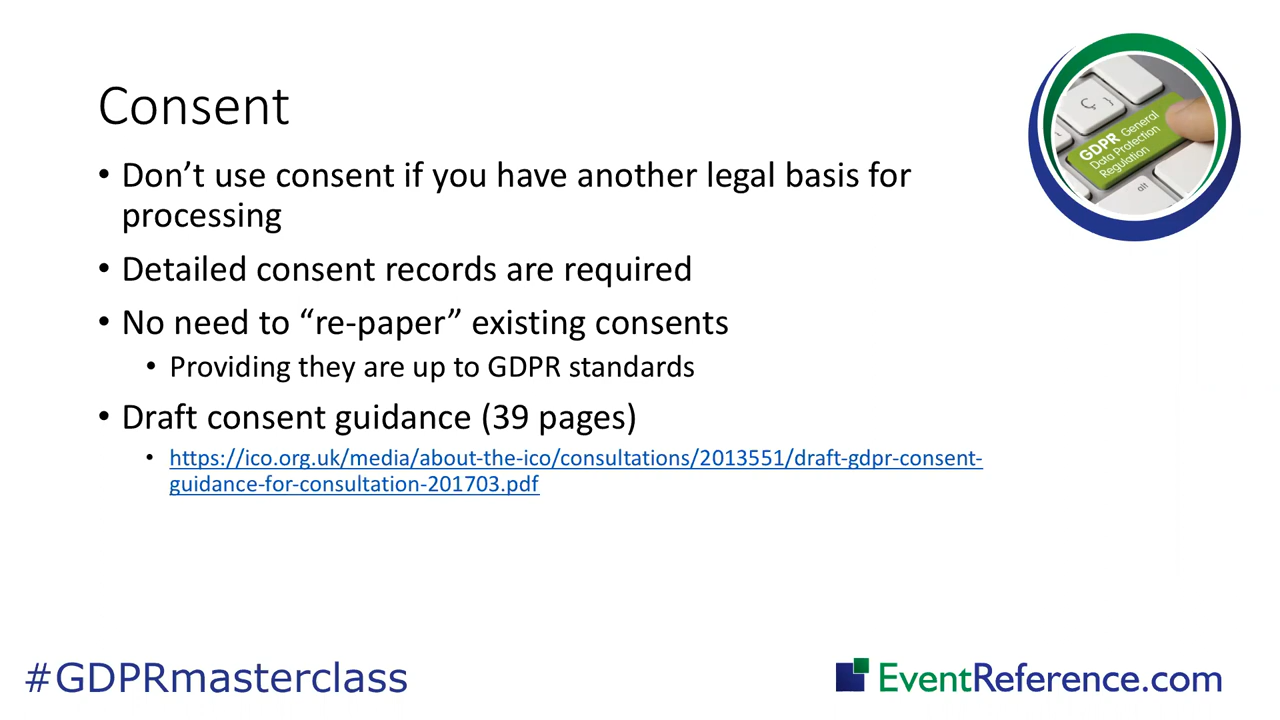 Consent
• Don’t use consent if you have another legal basis for
processing
• Detailed consent records are required
• No need to “re-paper” existing consents
• Providing they are up to GDPR standards
• Draft consent guidance (39 pages)
• https://ico.org.uk/media/about-the-ico/consultations/2013551/draft-gdpr-consent-
guidance-for-consultation-201703.pdf
Ç
GDPR General
Data Protection
Regulation
alt
#GDPRmasterclass
EventReference.com